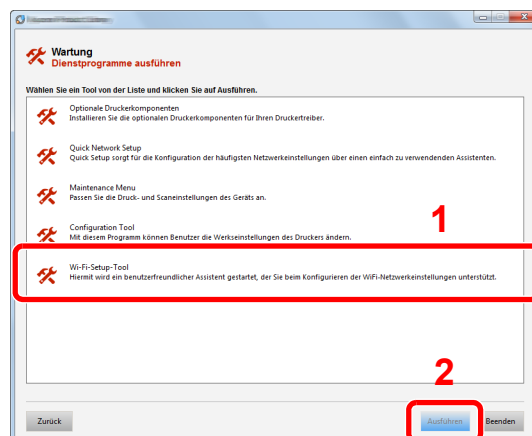 Wartung
Dienstprogramme ausführen
Wählen Sie ein Tool von der Liste und klicken Sie auf Ausführen.
Optionale Druckerkomponenten
Installieren Sie die optionalen Druckerkomponenten für Ihren Druckertreiber.
Quick Network Setup
Quick Setup sorgt für die Konfiguration der häufigsten Netzwerkeinstellungen über einen einfach zu verwendenden Assistenten.
Maintenance Menu
Passen Sie die Druck- und Scaneinstellungen des Geräts an.
1
Configuration Tool
Mit diesem Programm können Benutzer die Werkseinstellungen des Druckers ändern.
Wi-Fi-Setup-Tool
Hiermit wird ein benutzerfreundlicher Assistent gestartet, der Sie beim Konfigurieren der WiFi-Netzwerkeinstellungen unterstützt.
2
Zurück
Ausführen
Beenden